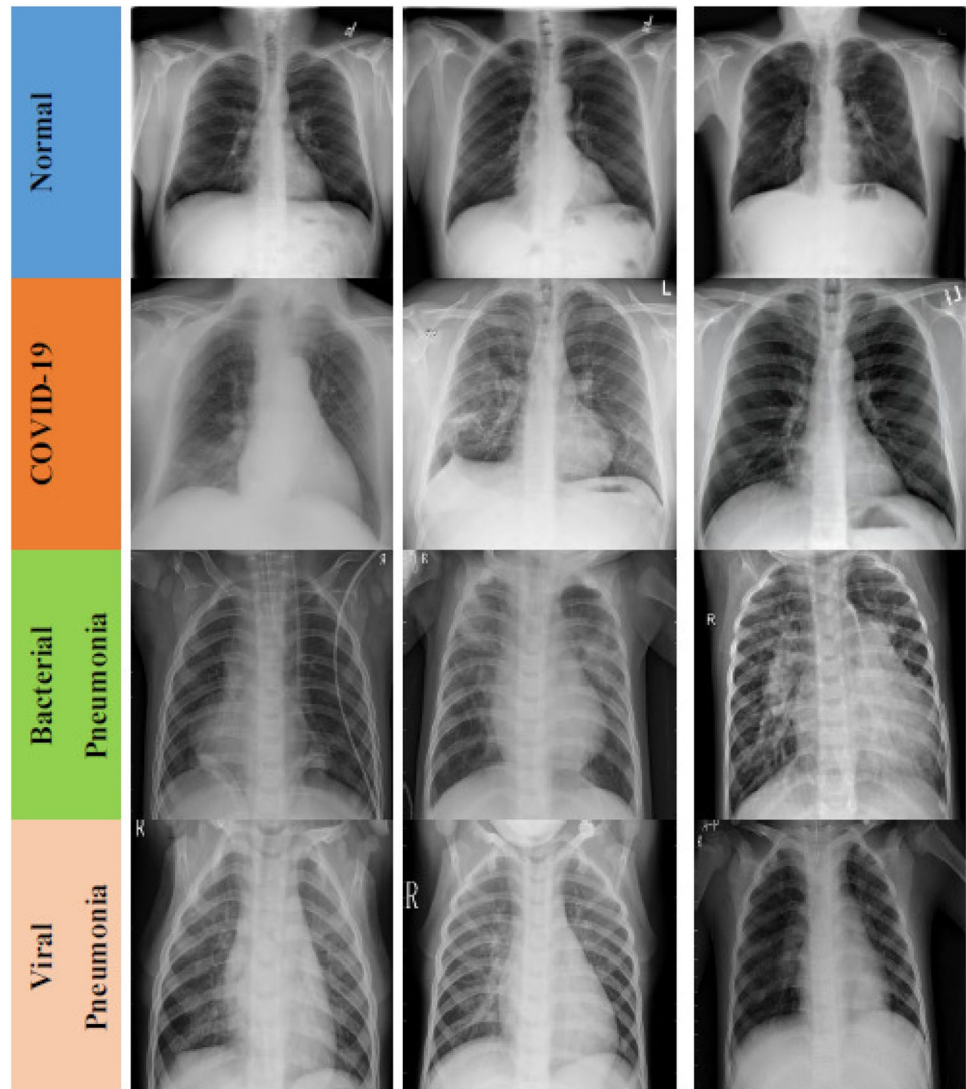 Normal
COVID-19
L
Bacterial
Pneumonia
R
R
Viral
Pneumonia
R
R